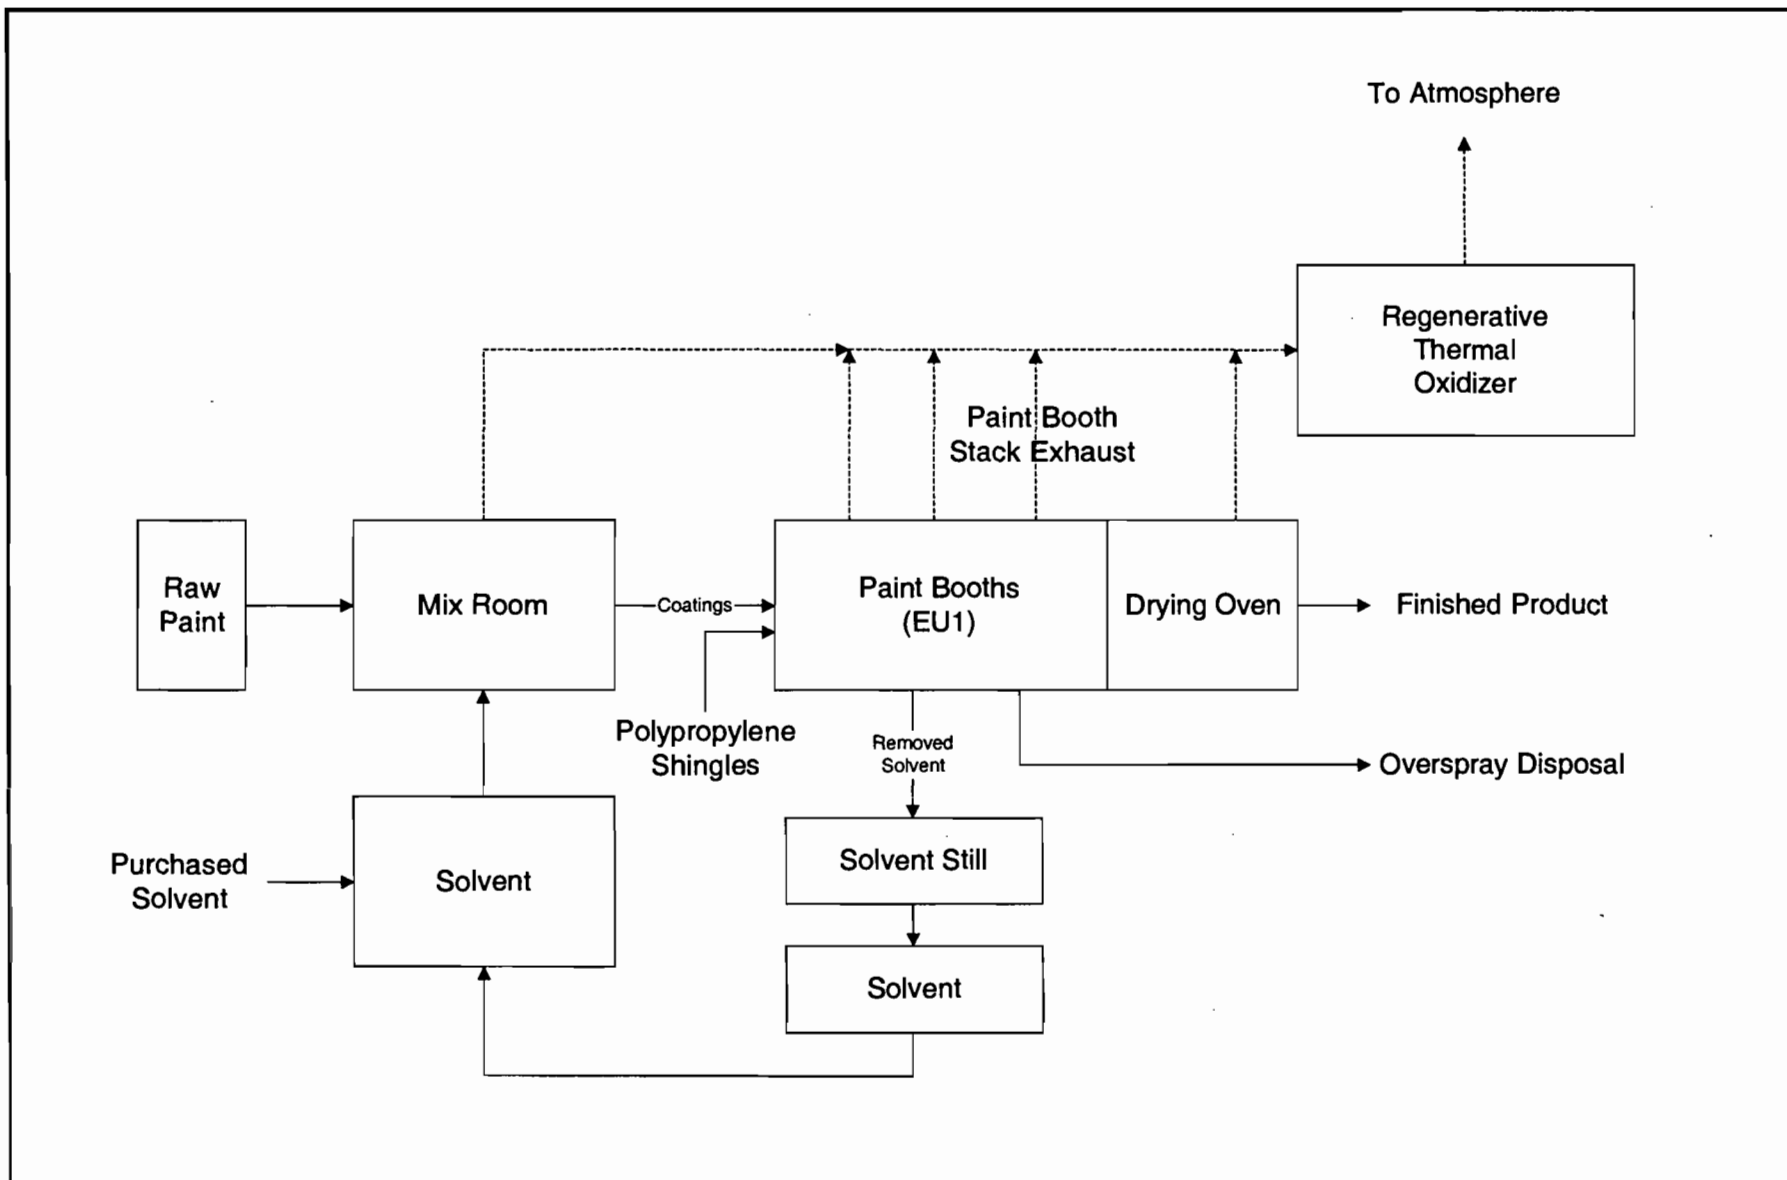 To Atmosphere
Regenerative
Thermal
Oxidizer
Paint Booth
Stack Exhaust
Raw
Paint
Mix Room
Coatings
Paint Booths
(EU1)
Drying Oven
Finished Product
Polypropylene
Shingles
Removed
Solvent
Overspray Disposal
Purchased
Solvent
Solvent
Solvent Still
Solvent